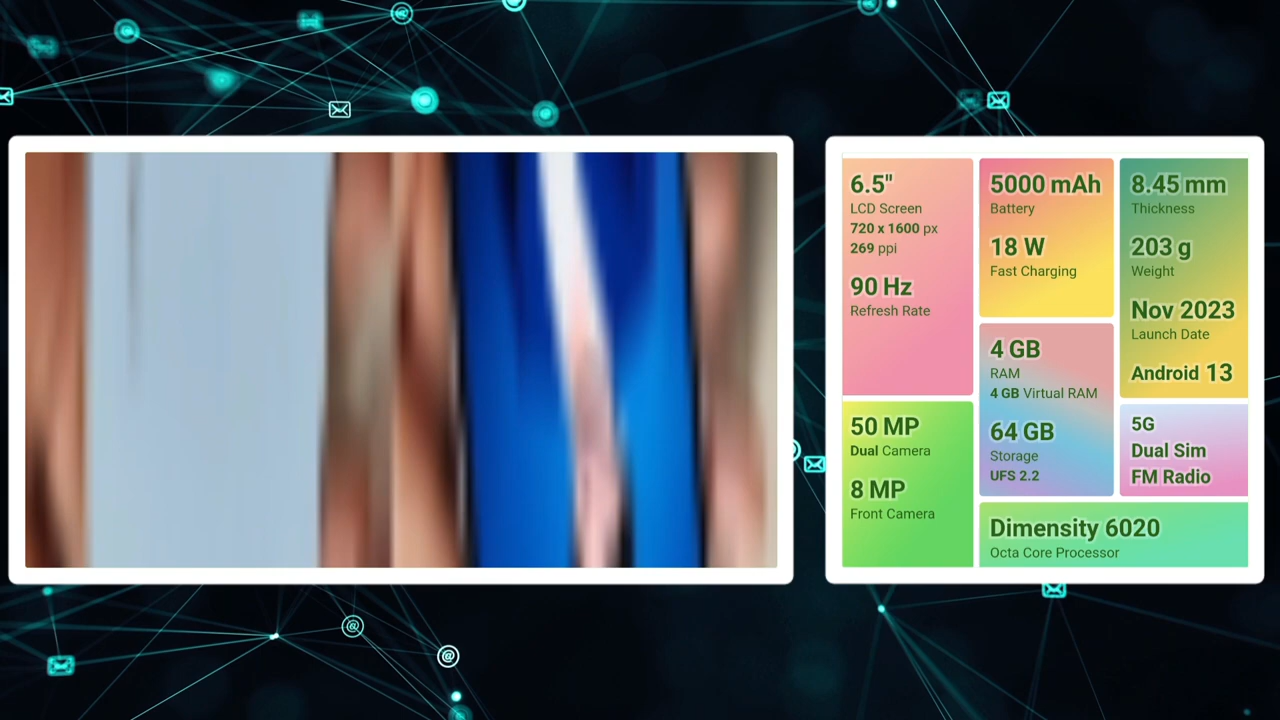 6.5"
LCD Screen
720 x 1600 px
269 ppi
90 Hz
Refresh Rate
50 MP
Dual Camera
8 MP
Front Camera
5000 mAh
Battery
18 W
Fast Charging
4 GB
RAM
4 GB Virtual RAM
64 GB
Storage
UFS 2.2
8.45 mm
Thickness
203 g
Weight
Nov 2023
Launch Date
Android 13
5G
Dual Sim
FM Radio
Dimensity 6020
Octa Core Processor